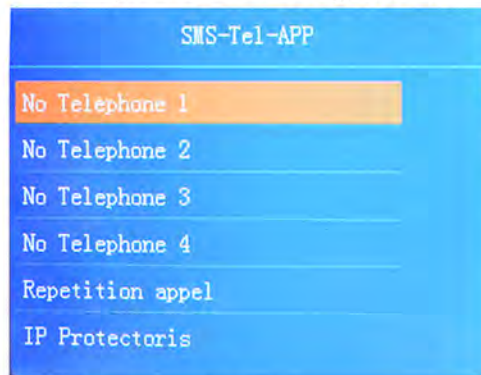 SMS-Tel-APP
No Telephone 1
No Telephone 2
No Telephone 3
No Telephone 4
Repetition appel
IP Protectoris